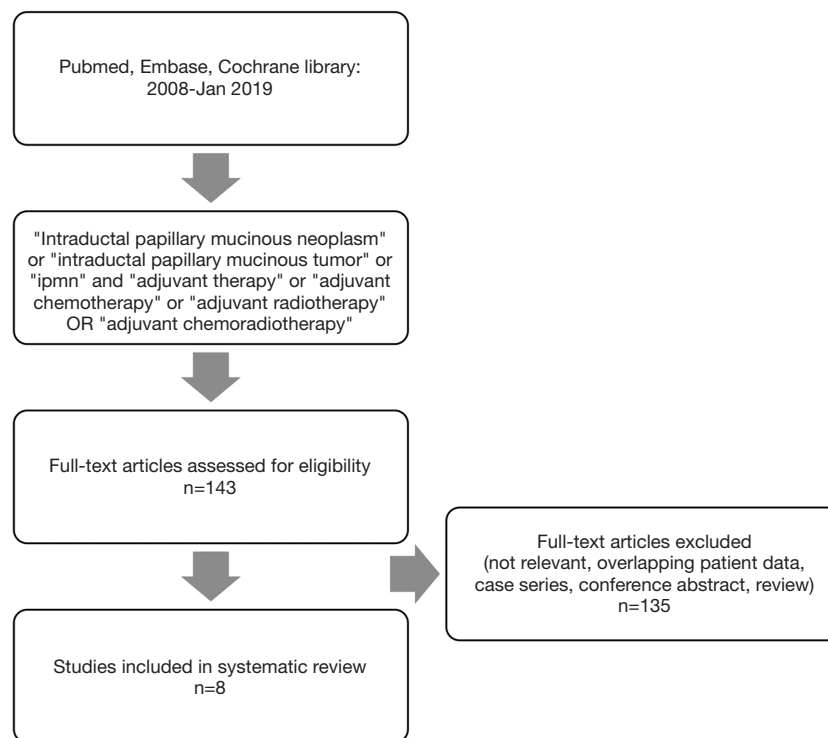 Pubmed, Embase, Cochrane library:
2008-Jan 2019
"Intraductal papillary mucinous neoplasm"
or "intraductal papillary mucinous tumor" or
"ipmn" and "adjuvant therapy" or "adjuvant
chemotherapy" or "adjuvant radiotherapy"
OR "adjuvant chemoradiotherapy"
Full-text articles assessed for eligibility
n=143
Full-text articles excluded
(not relevant, overlapping patient data,
case series, conference abstract, review)
n=135
Studies included in systematic review
n=8